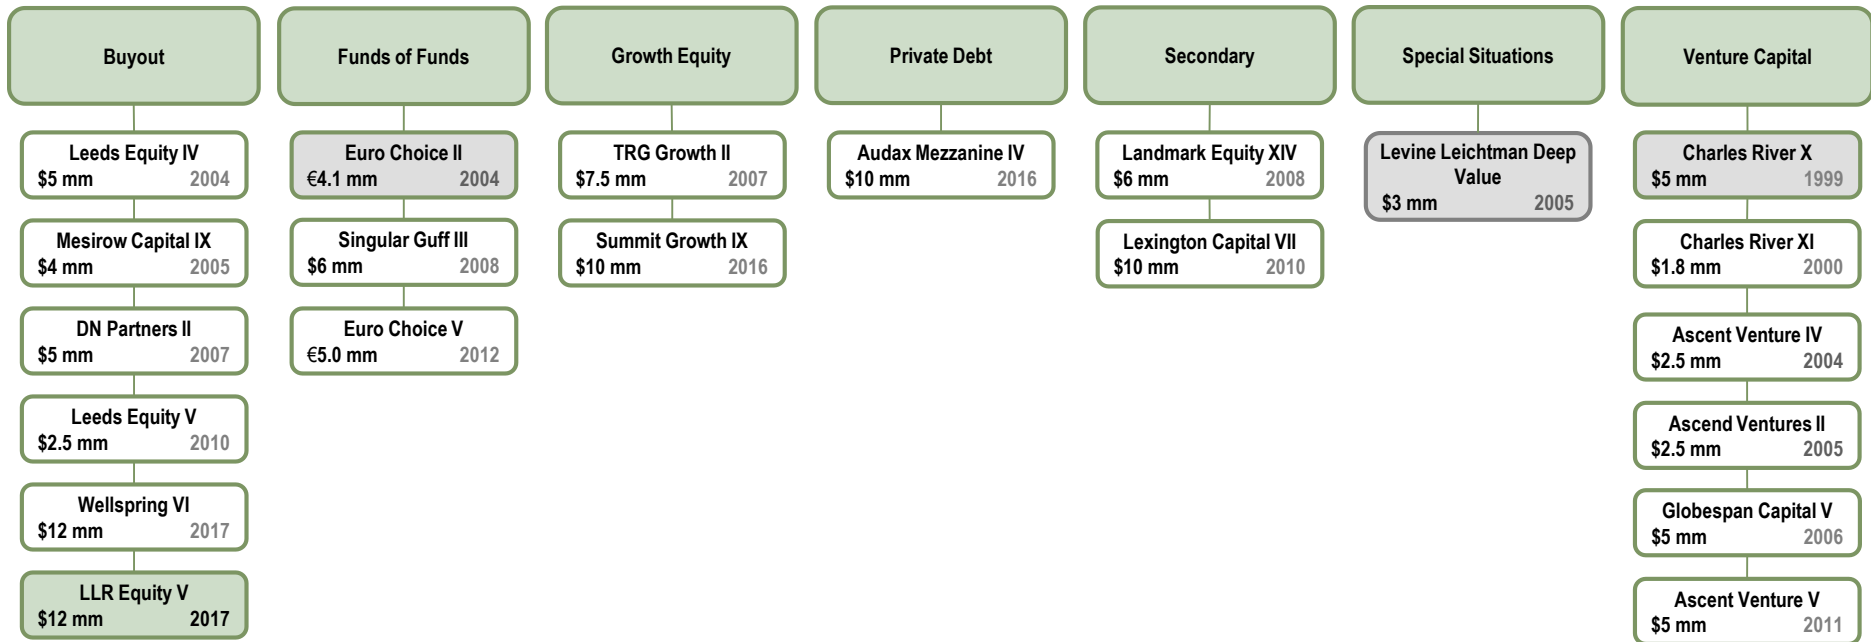 Buyout
Leeds Equity IV
$5 mm 2004
Mesirow Capital IX
$4 mm 2005
DN Partners II
$5 mm 2007
Leeds Equity V
$2.5 mm 2010
Wellspring VI
$12 mm 2017
LLR Equity V
$12 mm 2017
Funds of Funds
Euro Choice II
€4.1 mm 2004
Singular Guff III
$6 mm 2008
Euro Choice V
€5.0 mm 2012
Growth Equity
TRG Growth II
$7.5 mm 2007
Summit Growth IX
$10 mm 2016
Private Debt
Audax Mezzanine IV
$10 mm 2016
Secondary
Landmark Equity XIV
$6 mm 2008
Lexington Capital VII
$10 mm 2010
Special Situations
Levine Leichtman Deep
Value
$3 mm 2005
Venture Capital
Charles River X
$5 mm 1999
Charles River XI
$1.8 mm 2000
Ascent Venture IV
$2.5 mm 2004
Ascend Ventures II
$2.5 mm 2005
Globespan Capital V
$5 mm 2006
Ascent Venture V
$5 mm 2011